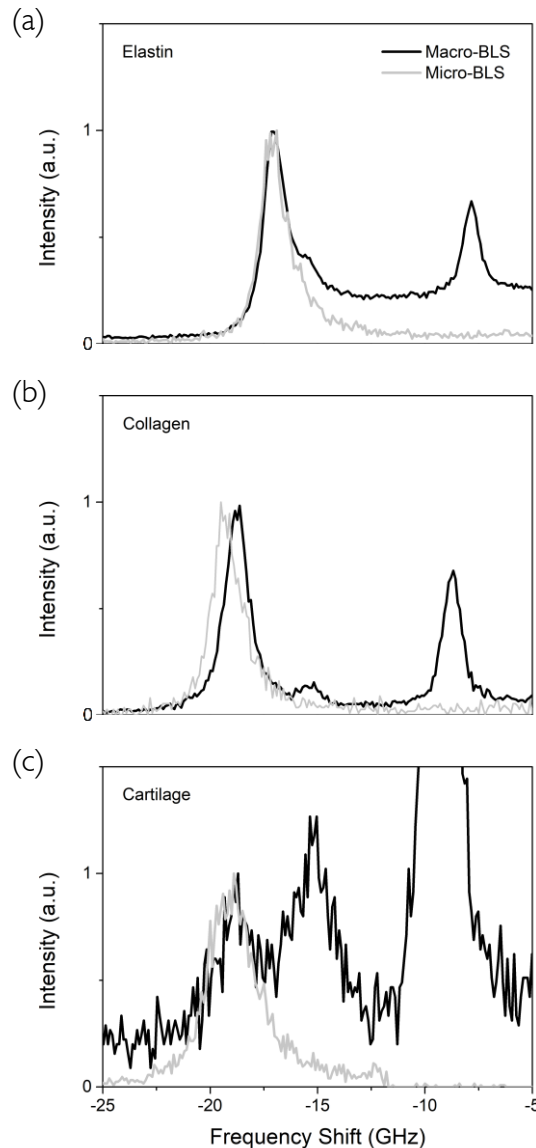 (a)
Elastin
Macro-BLS
Micro-BLS
1
0
Intensity (a.u.)
(b)
Collagen
1
0
Intensity (a.u.)
(c)
Cartilage
1
0
Intensity (a.u.)
-25 -20 -15 -10 -5
Frequency Shift (GHz)